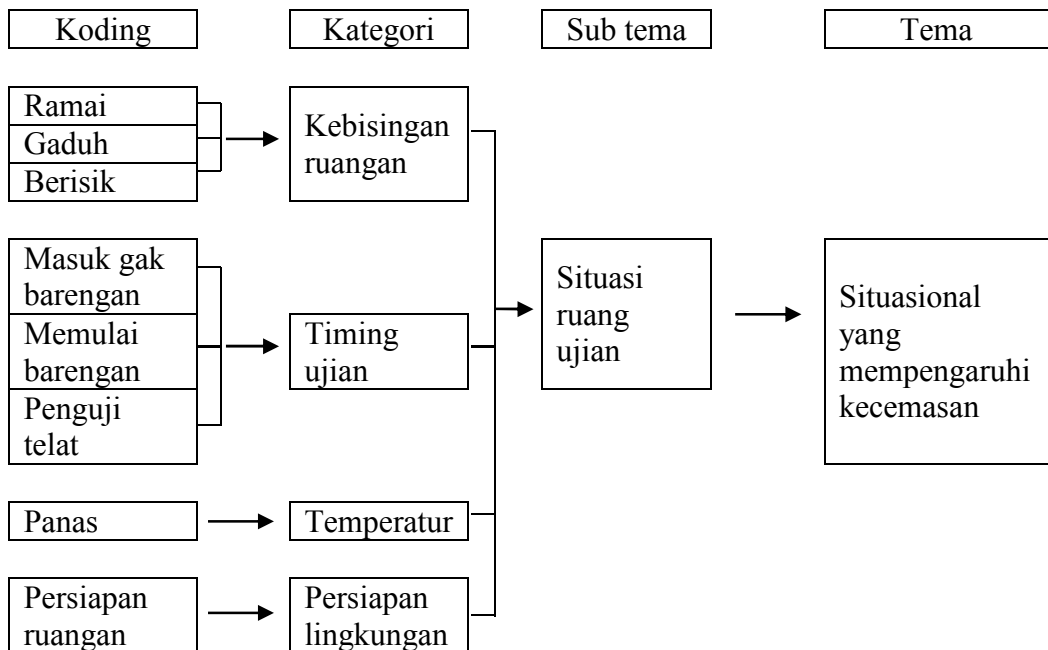 Koding
Kategori
Sub tema
Tema
Ramai
Gaduh
Berisik
Kebisingan
ruangan
Masuk gak
barengan
Memulai
barengan
Penguji
telat
Timing
ujian
Situasi
ruang
ujian
Situasional
yang
mempengaruhi
kecemasan
Panas
Temperatur
Persiapan
ruangan
Persiapan
lingkungan